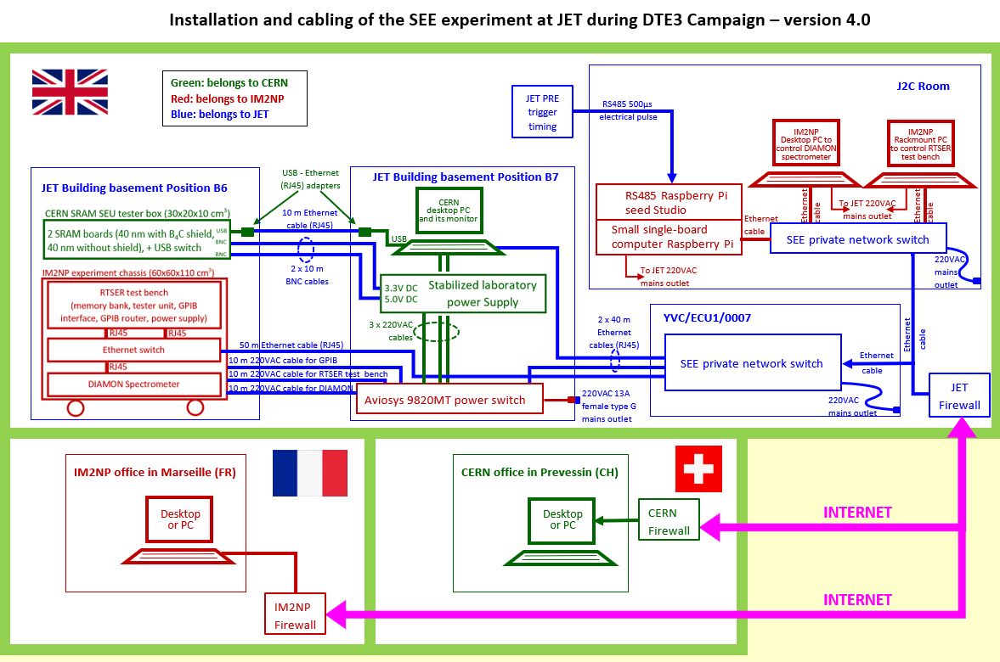 Installation and cabling of the SEE experiment at JET during DTE3 Campaign – version 4.0
Green: belongs to CERN
Red: belongs to IM2NP
Blue: belongs to JET
JET PRE
trigger
timing
RS485 500µs
electrical pulse
J2C Room
IM2NP
Desktop PC to
control DIAMON
spectrometer
IM2NP
Rackmount PC
to control RTSER
test bench
RS485 Raspberry Pi
seed Studio
Small single-board
computer Raspberry Pi
Ethernet
cable
Ethernet
cable
To JET 220VAC
mains outlet
Ethernet
cable
SEE private network switch
To JET 220VAC
mains outlet
220VAC
mains
outlet
JET Building basement Position B6
CERN SRAM SEU tester box (30x20x10 cm³)
2 SRAM boards (40 nm with B₄C shield,
40 nm without shield), + USB switch
USB
BNC
BNC
USB - Ethernet
(RJ45) adapters
10 m Ethernet
cable (RJ45)
2 x 10 m
BNC cables
IM2NP experiment chassis (60x60x110 cm³)
RTSER test bench
(memory bank, tester unit, GPIB
interface, GPIB router, power supply)
RJ45
RJ45
Ethernet switch
RJ45
DIAMON Spectrometer
50 m Ethernet cable (RJ45)
10 m 220VAC cable for GPIB
10 m 220VAC cable for RTSER test bench
10 m 220VAC cable for DIAMON
JET Building basement Position B7
CERN
desktop PC
and its monitor
USB
3.3V DC
5.0V DC
Stabilized laboratory
power Supply
3 x 220VAC
cables
Aviosys 9820MT power switch
220VAC 13A
female type G
mains outlet
2 x 40 m
Ethernet
cables (RJ45)
YVC/ECU1/0007
SEE private network switch
Ethernet
cable
220VAC
mains outlet
Ethernet
cable
JET
Firewall
IM2NP office in Marseille (FR)
Desktop
or PC
IM2NP
Firewall
CERN office in Prevessin (CH)
Desktop
or PC
CERN
Firewall
INTERNET
INTERNET